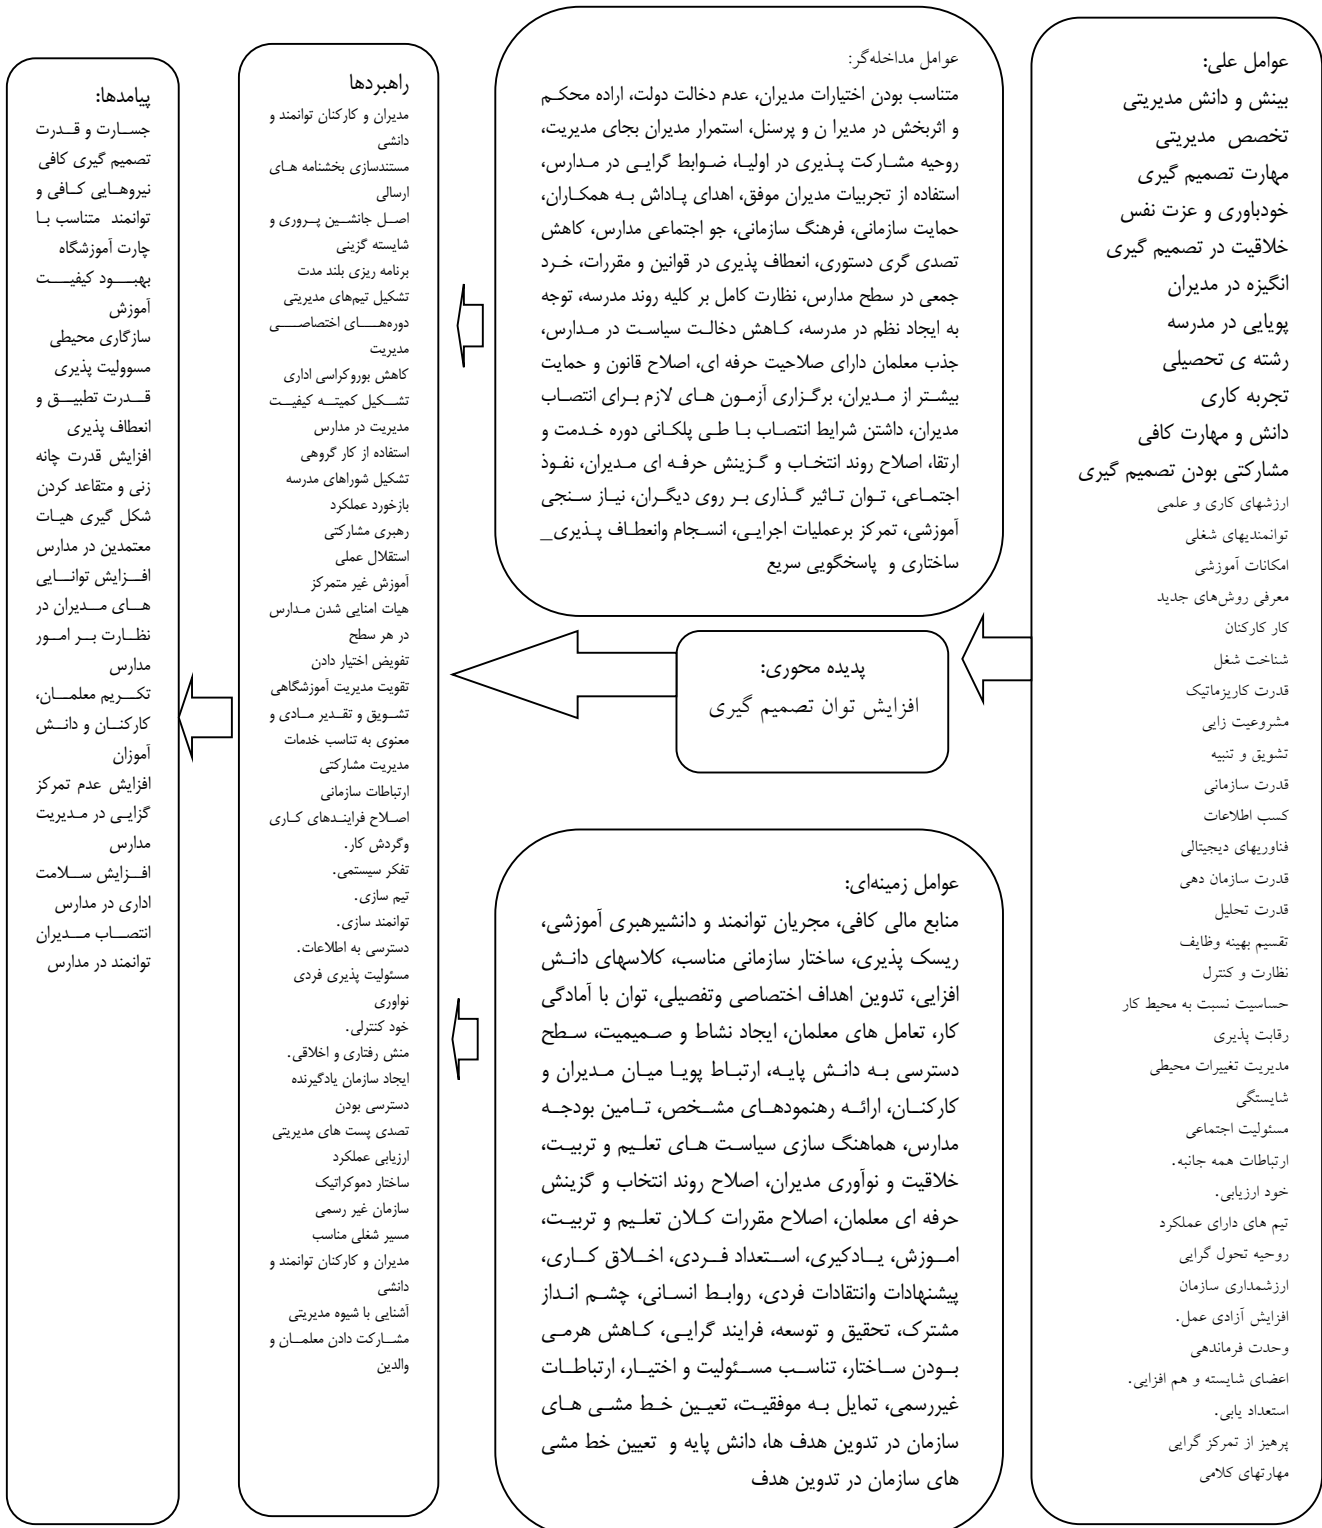 عوامل علی:
بینش و دانش مدیریتی
تخصص مدیریتی
مهارت تصمیم گیری
خودباوری و عزت نفس
خلاقیت در تصمیم گیری
انگیزه در مدیران
پویایی در مدرسه
رشته ی تحصیلی
تجربه کاری
دانش و مهارت کافی
مشارکتی بودن تصمیم گیری
ارزشهای کاری و علمی
توانمندیهای شغلی
امکانات آموزشی
معرفی روش‌های جدید
کار کارکنان
شناخت شغل
قدرت کاریزماتیک
مشروعیت زایی
تشویق و تنبیه
قدرت سازمانی
کسب اطلاعات
فناوریهای دیجیتالی
قدرت سازمان دهی
قدرت تحلیل
تقسیم بهینه وظایف
نظارت و کنترل
حساسیت نسبت به محیط کار
رقابت پذیری
مدیریت تغییرات محیطی
شایستگی
مسئولیت اجتماعی
ارتباطات همه جانبه.
خود ارزیابی.
تیم های دارای عملکرد
روحیه تحول گرایی
ارزشمداری سازمان
افزایش آزادی عمل.
وحدت فرماندهی
اعضای شایسته و هم افزایی.
استعداد یابی.
پرهیز از تمرکز گرایی
مهارتهای کلامی
عوامل مداخله‌گر:
متناسب بودن اختیارات مدیران، عدم دخالت دولت، اراده محکم
و اثربخش در مدیرا ن و پرسنل، استمرار مدیران بجای مدیریت،
روحیه مشارکت پذیری در اولیا، ضوابط گرایی در مدارس،
استفاده از تجربیات مدیران موفق، اهدای پاداش به همکاران،
حمایت سازمانی، فرهنگ سازمانی، جو اجتماعی مدارس، کاهش
تصدی گری دستوری، انعطاف پذیری در قوانین و مقررات، خرد
جمعی در سطح مدارس، نظارت کامل بر کلیه روند مدرسه، توجه
به ایجاد نظم در مدرسه، کاهش دخالت سیاست در مدارس،
جذب معلمان دارای صلاحیت حرفه ای، اصلاح قانون و حمایت
بیشتر از مدیران، برگزاری آزمون های لازم برای انتصاب
مدیران، داشتن شرایط انتصاب با طی پلکانی دوره خدمت و
ارتقا، اصلاح روند انتخاب و گزینش حرفه ای مدیران، نفوذ
اجتماعی، توان تاثیر گذاری بر روی دیگران، نیاز سنجی
آموزشی، تمرکز برعملیات اجرایی، انسجام وانعطاف پذیری_
ساختاری و پاسخگویی سریع
پدیده محوری:
افزایش توان تصمیم گیری
عوامل زمینه‌ای:
منابع مالی کافی، مجریان توانمند و دانشیرهبری آموزشی،
ریسک پذیری، ساختار سازمانی مناسب، کلاسهای دانش
افزایی، تدوین اهداف اختصاصی وتفصیلی، توان با آمادگی
کار، تعامل های معلمان، ایجاد نشاط و صمیمیت، سطح
دسترسی به دانش پایه، ارتباط پویا میان مدیران و
کارکنان، ارائه رهنمودهای مشخص، تامین بودجه
مدارس، هماهنگ سازی سیاست های تعلیم و تربیت،
خلاقیت و نوآوری مدیران، اصلاح روند انتخاب و گزینش
حرفه ای معلمان، اصلاح مقررات کلان تعلیم و تربیت،
اموزش، یادکیری، استعداد فردی، اخلاق کاری،
پیشنهادات وانتقادات فردی، روابط انسانی، چشم انداز
مشترک، تحقیق و توسعه، فرایند گرایی، کاهش هرمی
بودن ساختار، تناسب مسئولیت و اختیار، ارتباطات
غیررسمی، تمایل به موفقیت، تعیین خط مشی های
سازمان در تدوین هدف ها، دانش پایه و تعیین خط مشی
های سازمان در تدوین هدف
راهبردها
مدیران و کارکنان توانمند و
دانشی
مستندسازی بخشنامه های
ارسالی
اصل جانشین پروری و
شایسته گزینی
برنامه ریزی بلند مدت
تشکیل تیم‌های مدیریتی
دوره‌های اختصاصی
مدیریت
کاهش بوروکراسی اداری
تشکیل کمیته کیفیت
مدیریت در مدارس
استفاده از کار گروهی
تشکیل شوراهای مدرسه
بازخورد عملکرد
رهبری مشارکتی
استقلال عملی
آموزش غیر متمرکز
هیات امنایی شدن مدارس
در هر سطح
تفویض اختیار دادن
تقویت مدیریت آموزشگاهی
تشویق و تقدیر مادی و
معنوی به تناسب خدمات
مدیریت مشارکتی
ارتباطات سازمانی
اصلاح فرایندهای کاری
وگردش کار.
تفکر سیستمی.
تیم سازی.
توانمند سازی.
دسترسی به اطلاعات.
مسئولیت پذیری فردی
نواوری
خود کنترلی.
منش رفتاری و اخلاقی.
ایجاد سازمان یادگیرنده
دسترسی بودن
تصدی پست های مدیریتی
ارزیابی عملکرد
ساختار دموکراتیک
سازمان غیر رسمی
مسیر شغلی مناسب
مدیران و کارکنان توانمند و
دانشی
آشنایی با شیوه مدیریتی
مشارکت دادن معلمان و
والدین
پیامدها:
جسارت و قدرت
تصمیم گیری کافی
نیروهایی کافی و
توانمند متناسب با
چارت آموزشگاه
بهبود کیفیت
آموزش
سازگاری محیطی
مسوولیت پذیری
قدرت تطبیق و
انعطاف پذیری
افزایش قدرت چانه
زنی و متقاعد کردن
شکل گیری هیات
معتمدین در مدارس
افزایش توانایی
های مدیران در
نظارت بر امور
مدارس
تکریم معلمان،
کارکنان و دانش
آموزان
افزایش عدم تمرکز
گزایی در مدیریت
مدارس
افزایش سلامت
اداری در مدارس
انتصاب مدیران
توانمند در مدارس